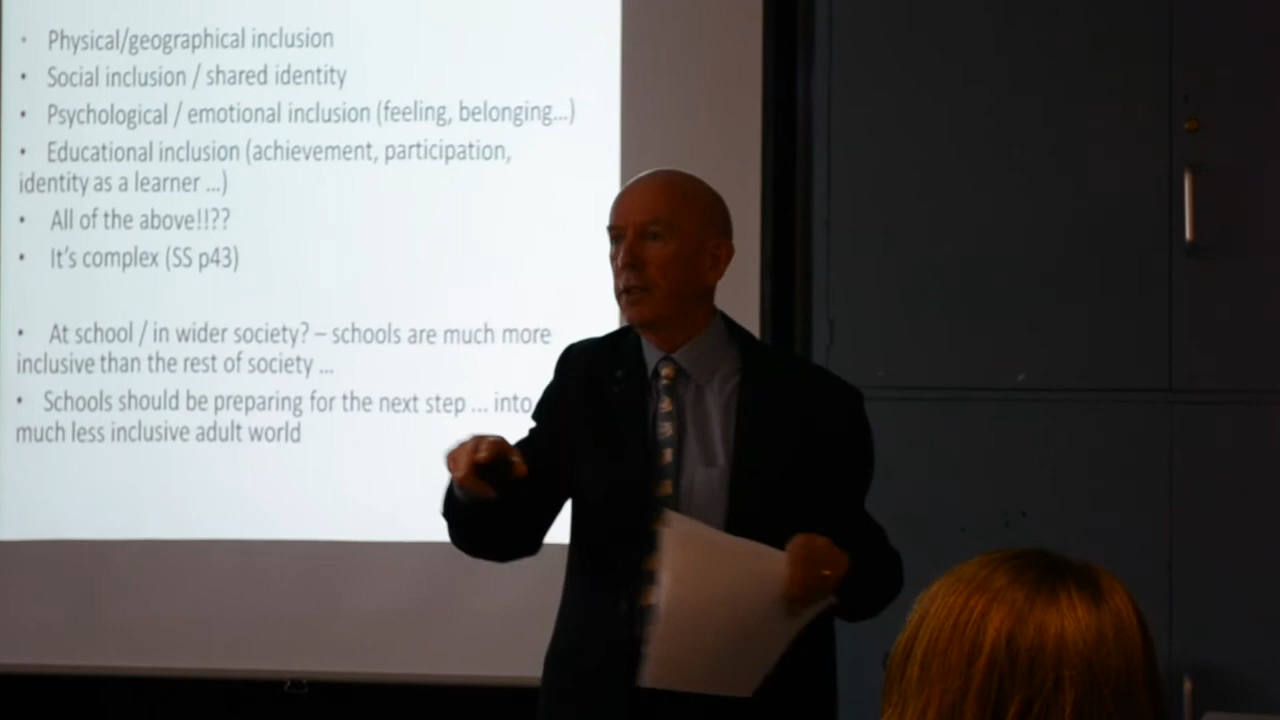 • Physical/geographical inclusion
• Social inclusion / shared identity
• Psychological / emotional inclusion (feeling, belonging...)
• Educational inclusion (achievement, participation,
identity as a learner ...)
• All of the above!!??
• It's complex (SS p43)
• At school / in wider society? – schools are much more
inclusive than the rest of society ...
• Schools should be preparing for the next step ... into
much less inclusive adult world